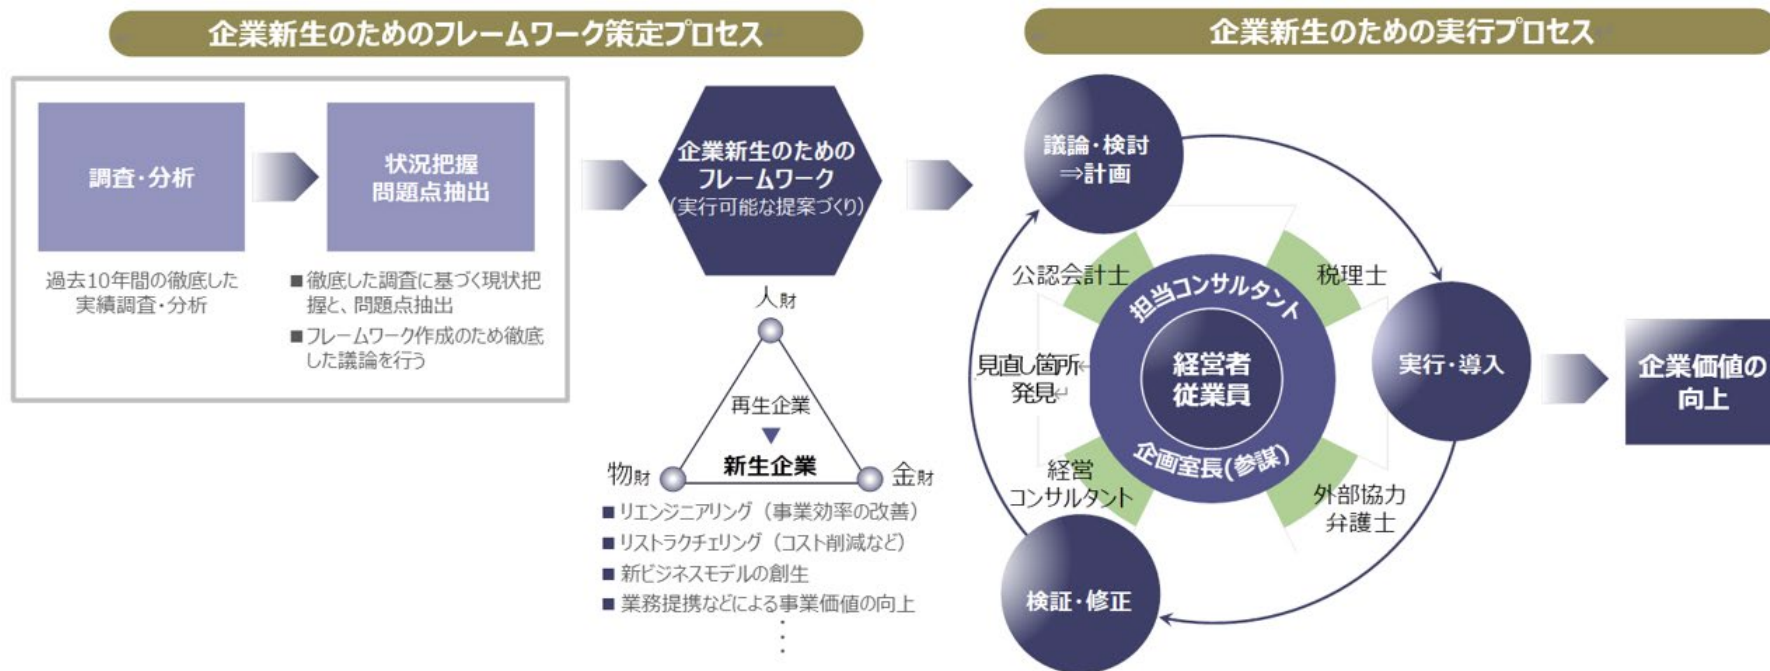 企業新生のためのフレームワーク策定プロセス
企業新生のための実行プロセス
調査・分析
状況把握
問題点抽出
過去10年間の徹底した
実績調査・分析
■ 徹底した調査に基づく現状把
握と、問題点抽出
■ フレームワーク作成のため徹底
した議論を行う
企業新生のための
フレームワーク
(実行可能な提案づくり)
人財
再生企業
新生企業
物財
金財
■ リエンジニアリング（事業効率の改善）
■ リストラクチェリング（コスト削減など）
■ 新ビジネスモデルの創生
■ 業務提携などによる事業価値の向上
議論・検討
⇒計画
公認会計士
税理士
担当コンサルタント
見直し箇所
発見
経営者
従業員
実行・導入
企画室長(参謀)
経営
コンサルタント
外部協力
弁護士
検証・修正
企業価値の
向上